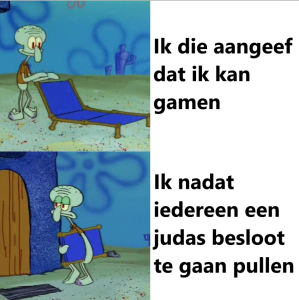 Ik die aangeef
dat ik kan
gamen
Ik nadat
iedereen een
judas besloot
te gaan pullen